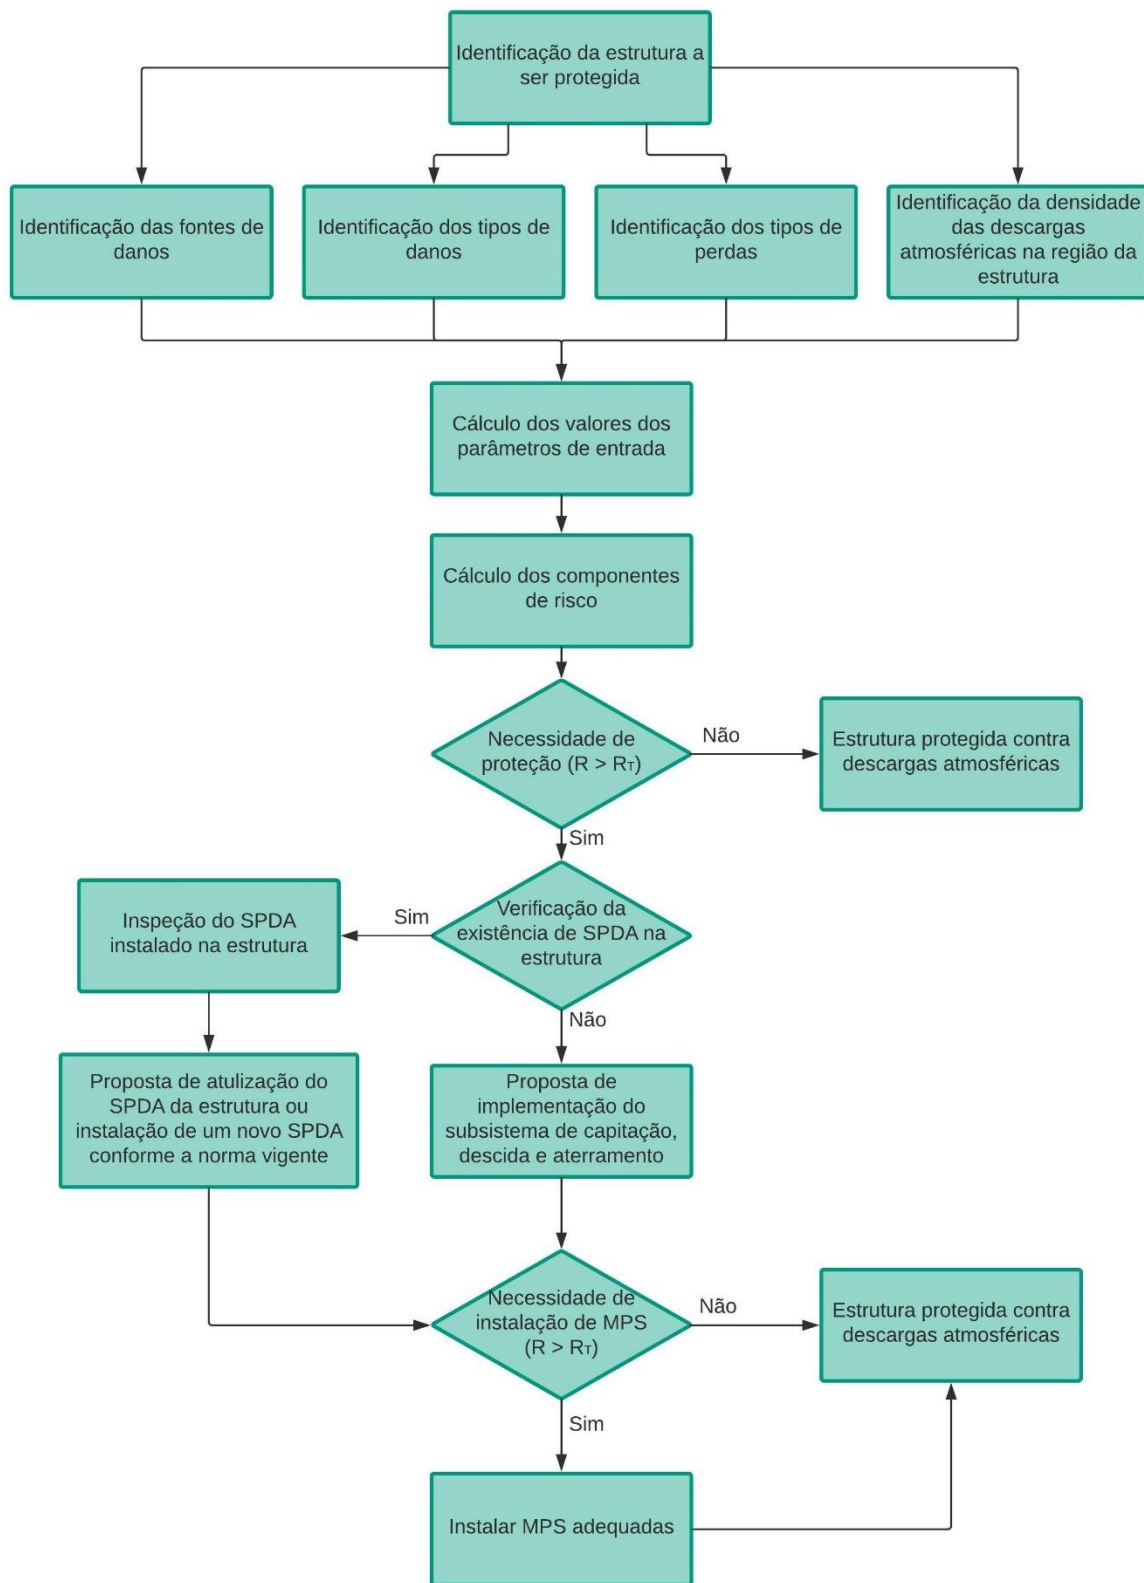 Identificação da estrutura a
ser protegida
Identificação das fontes de
danos
Identificação dos tipos de
danos
Identificação dos tipos de
perdas
Identificação da densidade
das descargas
atmosféricas na região da
estrutura
Cálculo dos valores dos
parâmetros de entrada
Cálculo dos componentes
de risco
Necessidade de
proteção (R > RT)
Não
Estrutura protegida contra
descargas atmosféricas
Sim
Verificação da
existência de SPDA na
estrutura
Sim
Inspeção do SPDA
instalado na estrutura
Não
Proposta de atulização do
SPDA da estrutura ou
instalação de um novo SPDA
conforme a norma vigente
Proposta de
implementação do
subsistema de capitação,
descida e aterramento
Necessidade de
instalação de MPS
(R > RT)
Não
Estrutura protegida contra
descargas atmosféricas
Sim
Instalar MPS adequadas